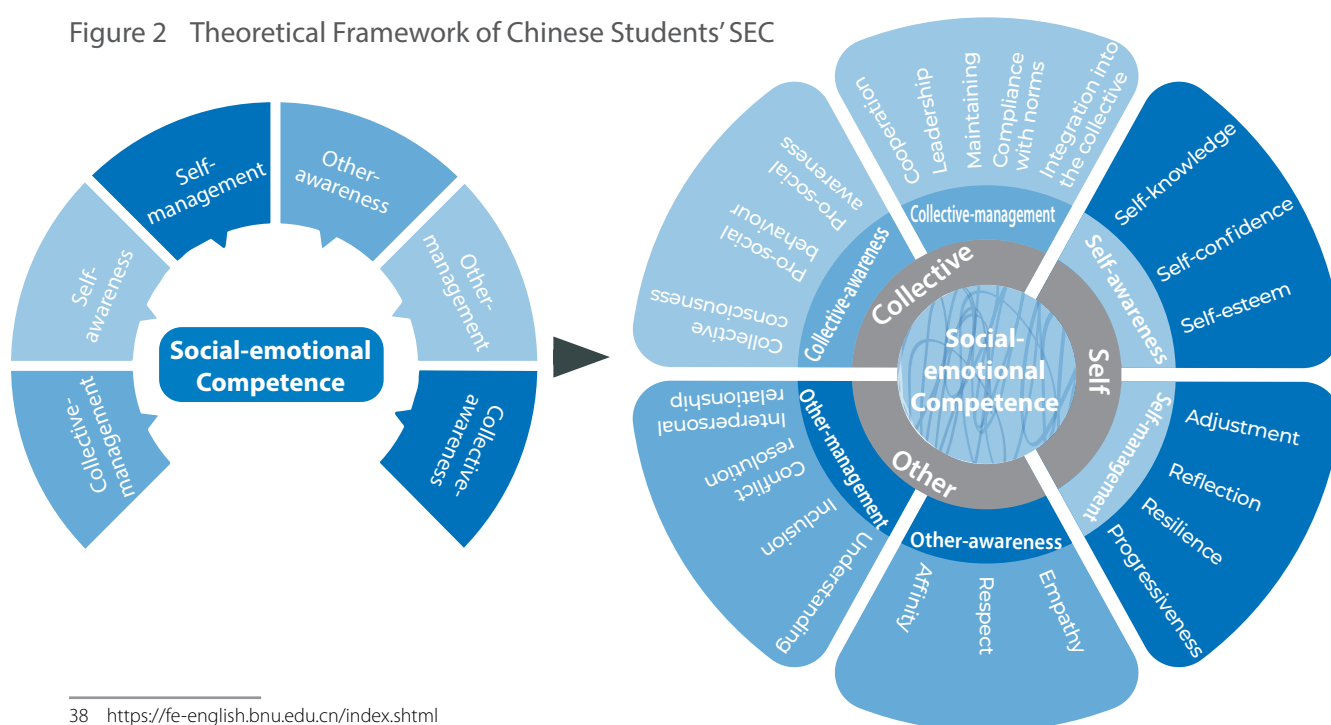 Figure 2 Theoretical Framework of Chinese Students’ SEC
Self-
awareness
Self-
management
Other-
awareness
Other-
management
Collective-
awareness
Collective-
management
Social-emotional
Competence
Social-
emotional
Competence
Self
Other
Collective
Self-awareness
Self-knowledge
Self-confidence
Self-esteem
Self-management
Adjustment
Reflection
Resilience
Progressiveness
Other-awareness
Empathy
Respect
Affinity
Other-management
Understanding
Inclusion
Conflict
resolution
Interpersonal
relationship
Collective-awareness
Collective
consciousness
Pro-social
behaviour
Pro-social
awareness
Collective-management
Cooperation
Leadership
Maintaining
Compliance
with norms
Integration into
the collective
38 https://fe-english.bnu.edu.cn/index.shtml